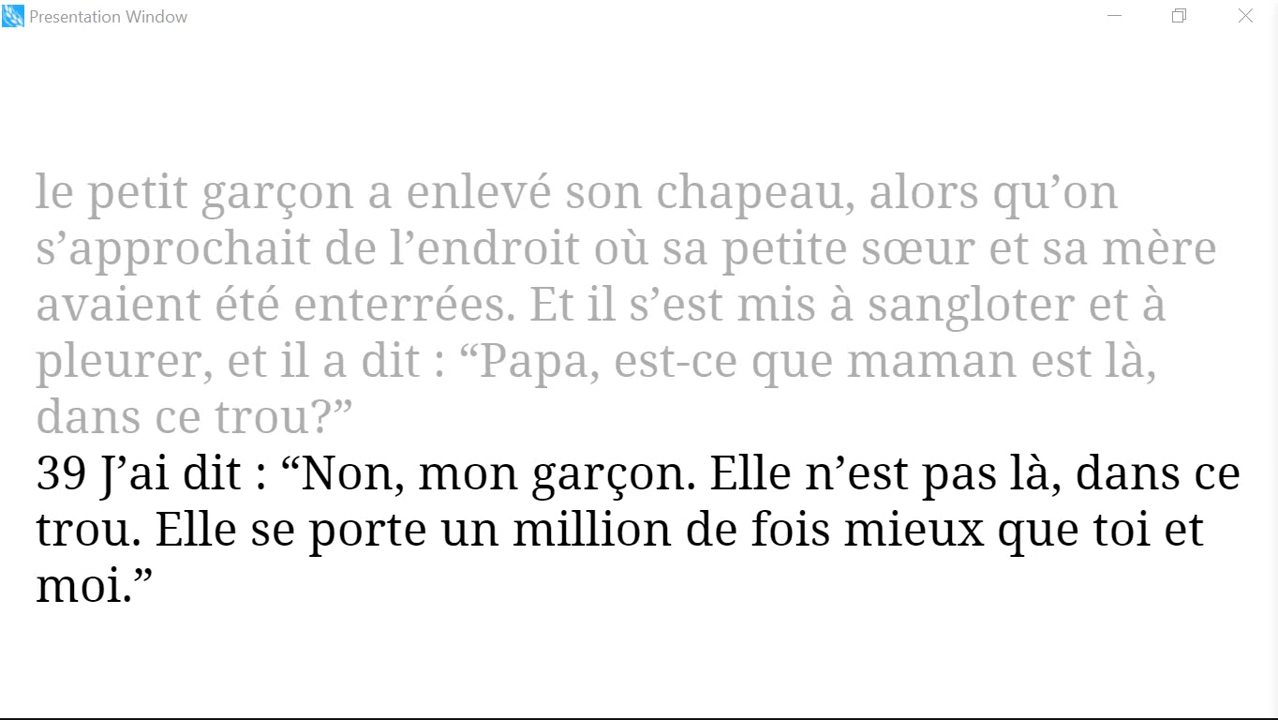 Presentation Window
le petit garçon a enlevé son chapeau, alors qu’on
s’approchait de l’endroit où sa petite sœur et sa mère
avaient été enterrées. Et il s’est mis à sangloter et à
pleurer, et il a dit : “Papa, est-ce que maman est là,
dans ce trou?”
39 J’ai dit : “Non, mon garçon. Elle n’est pas là, dans ce
trou. Elle se porte un million de fois mieux que toi et
moi.”